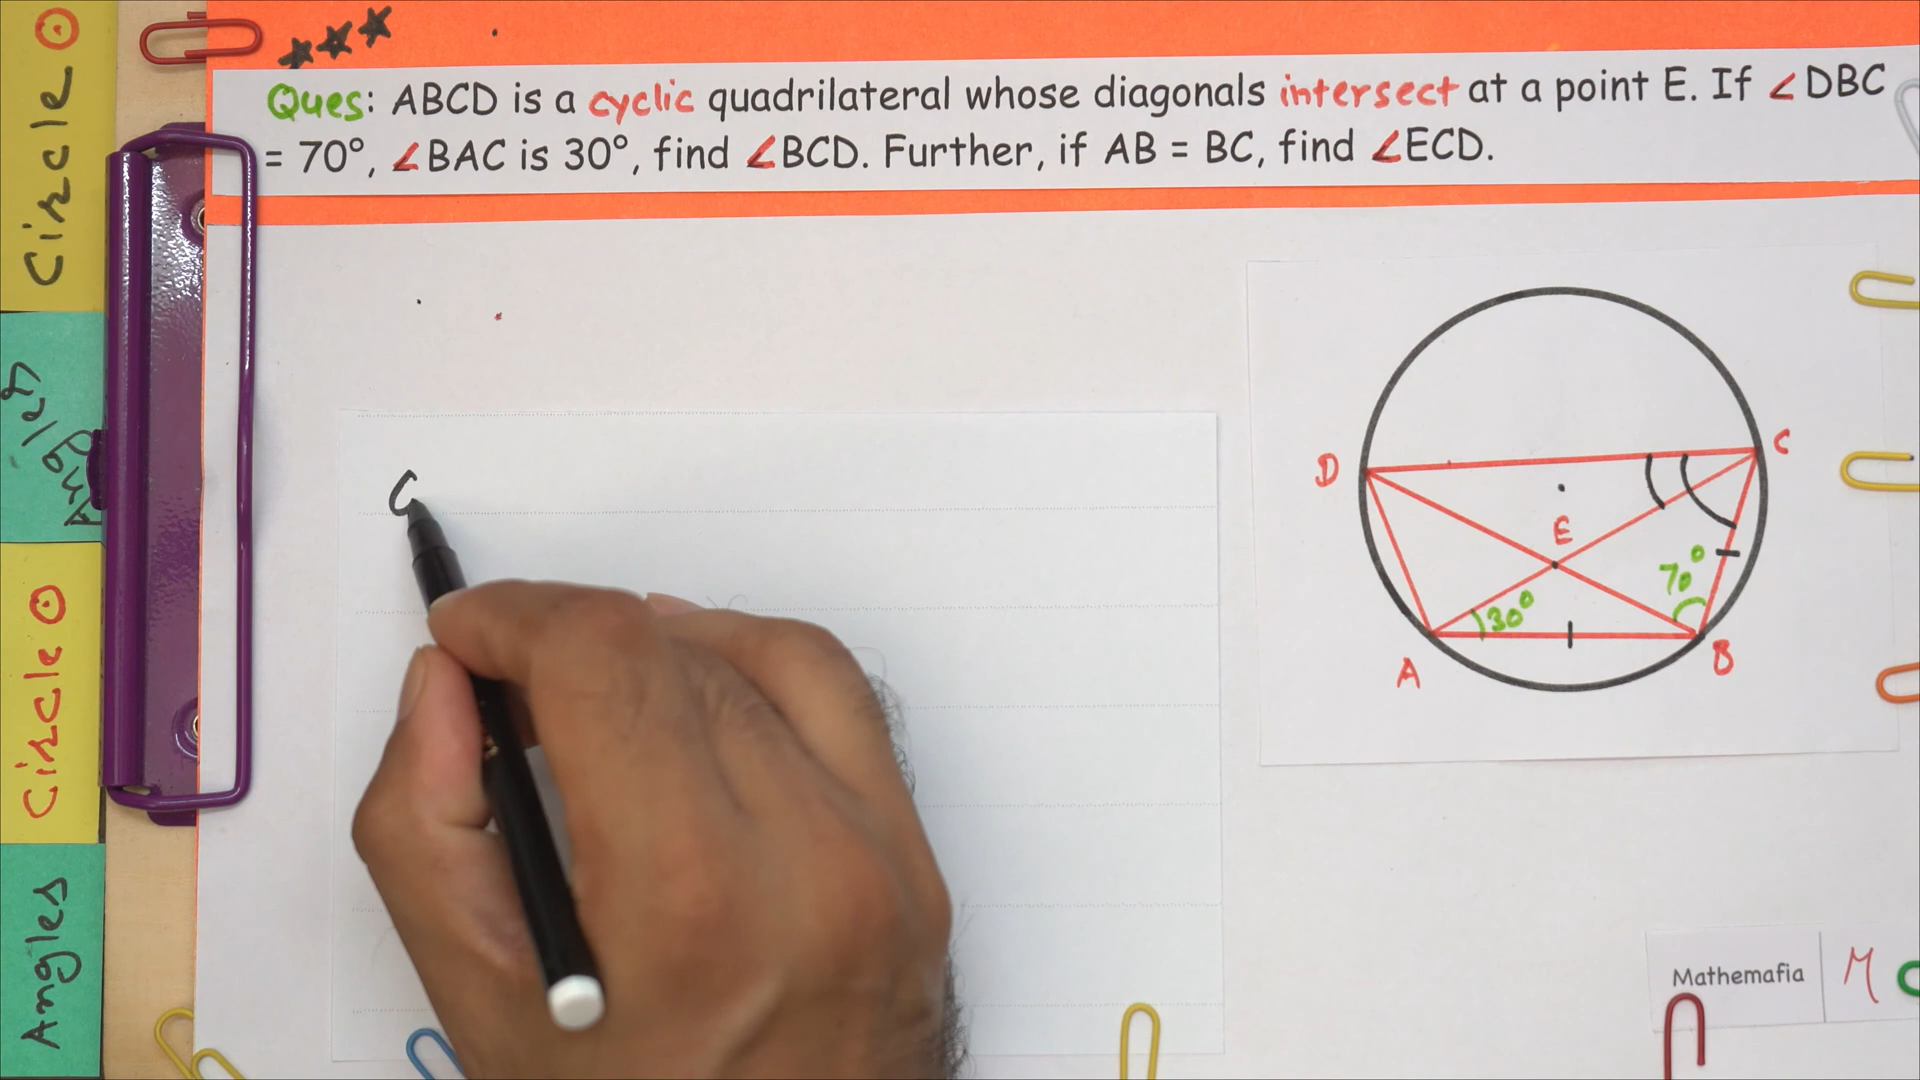 Ques: ABCD is a cyclic quadrilateral whose diagonals intersect at a point E. If ∠DBC
= 70°, ∠BAC is 30°, find ∠BCD. Further, if AB = BC, find ∠ECD.
Circle
Angles
Circle
Angles
D
C
E
70°
30°
A
B
Mathemafia
M